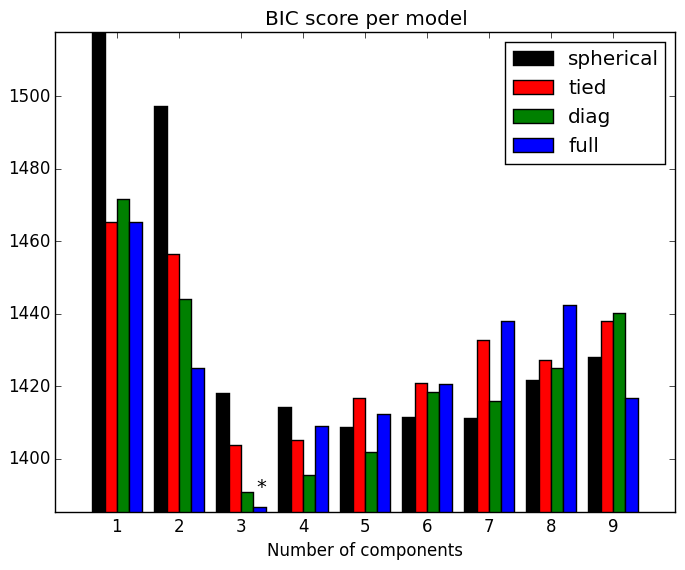 BIC score per model
spherical
tied
diag
full
1500
1480
1460
1440
1420
1400
*
1 2 3 4 5 6 7 8 9
Number of components